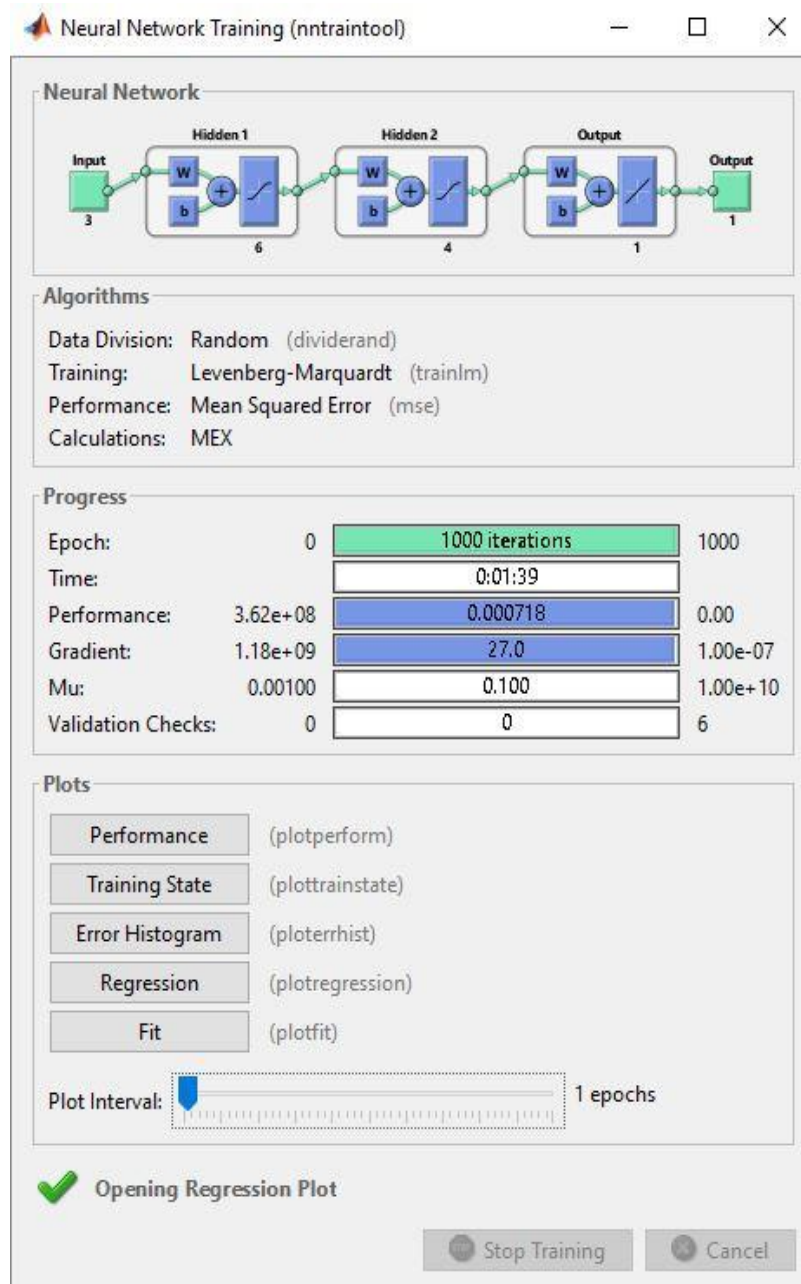 Neural Network Training (nntraintool)
Neural Network
Hidden 1 Hidden 2 Output
Input Output
W W W
+ + +
b b b
3 6 4 1 1
Algorithms
Data Division: Random (dividerand)
Training: Levenberg-Marquardt (trainlm)
Performance: Mean Squared Error (mse)
Calculations: MEX
Progress
Epoch: 0 1000 iterations 1000
Time: 0:01:39
Performance: 3.62e+08 0.000718 0.00
Gradient: 1.18e+09 27.0 1.00e-07
Mu: 0.00100 0.100 1.00e+10
Validation Checks: 0 0 6
Plots
Performance (plotperform)
Training State (plottrainstate)
Error Histogram (ploterrhist)
Regression (plotregression)
Fit (plotfit)
Plot Interval: 1 epochs
Opening Regression Plot
Stop Training Cancel